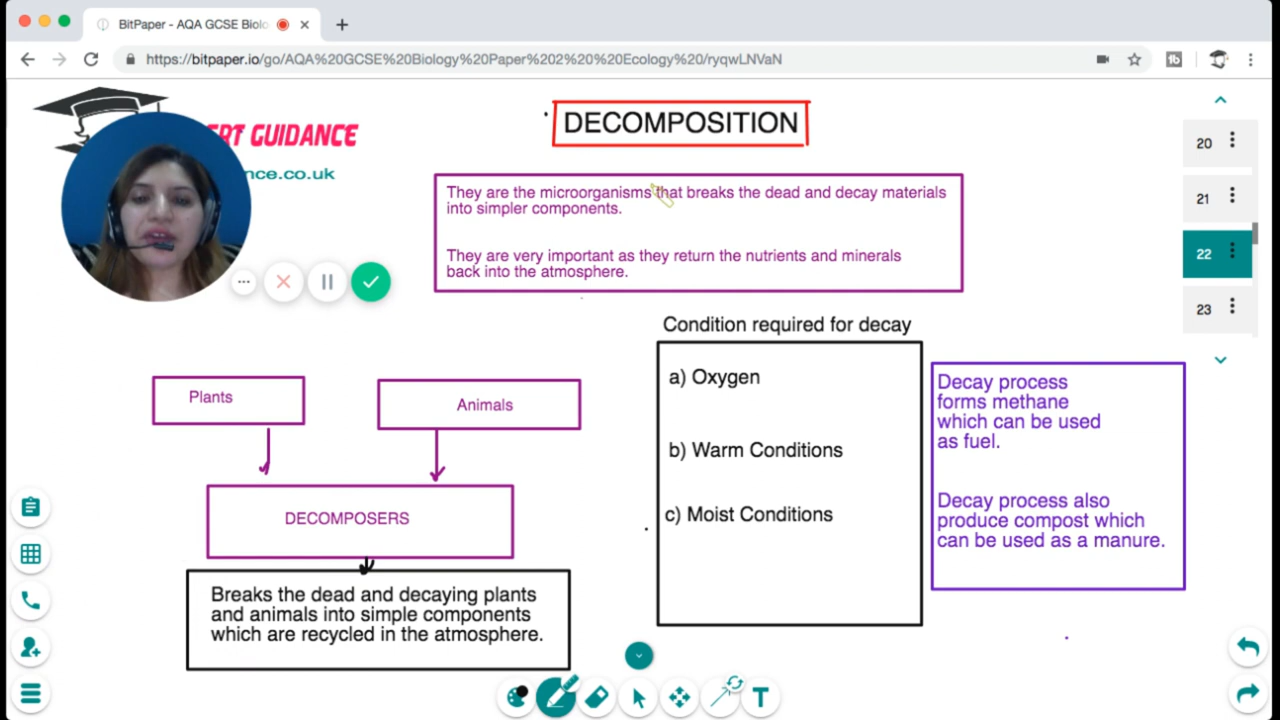 BitPaper - AQA GCSE Biolo
https://bitpaper.io/go/AQA%20GCSE%20Biology%20Paper%202%20%20Ecology%20/ryqwLNVaN
ERT GUIDANCE
nce.co.uk
DECOMPOSITION
They are the microorganisms that breaks the dead and decay materials
into simpler components.
They are very important as they return the nutrients and minerals
back into the atmosphere.
20
21
22
23
Condition required for decay
a) Oxygen
b) Warm Conditions
c) Moist Conditions
Decay process
forms methane
which can be used
as fuel.
Decay process also
produce compost which
can be used as a manure.
Plants
Animals
DECOMPOSERS
Breaks the dead and decaying plants
and animals into simple components
which are recycled in the atmosphere.
T